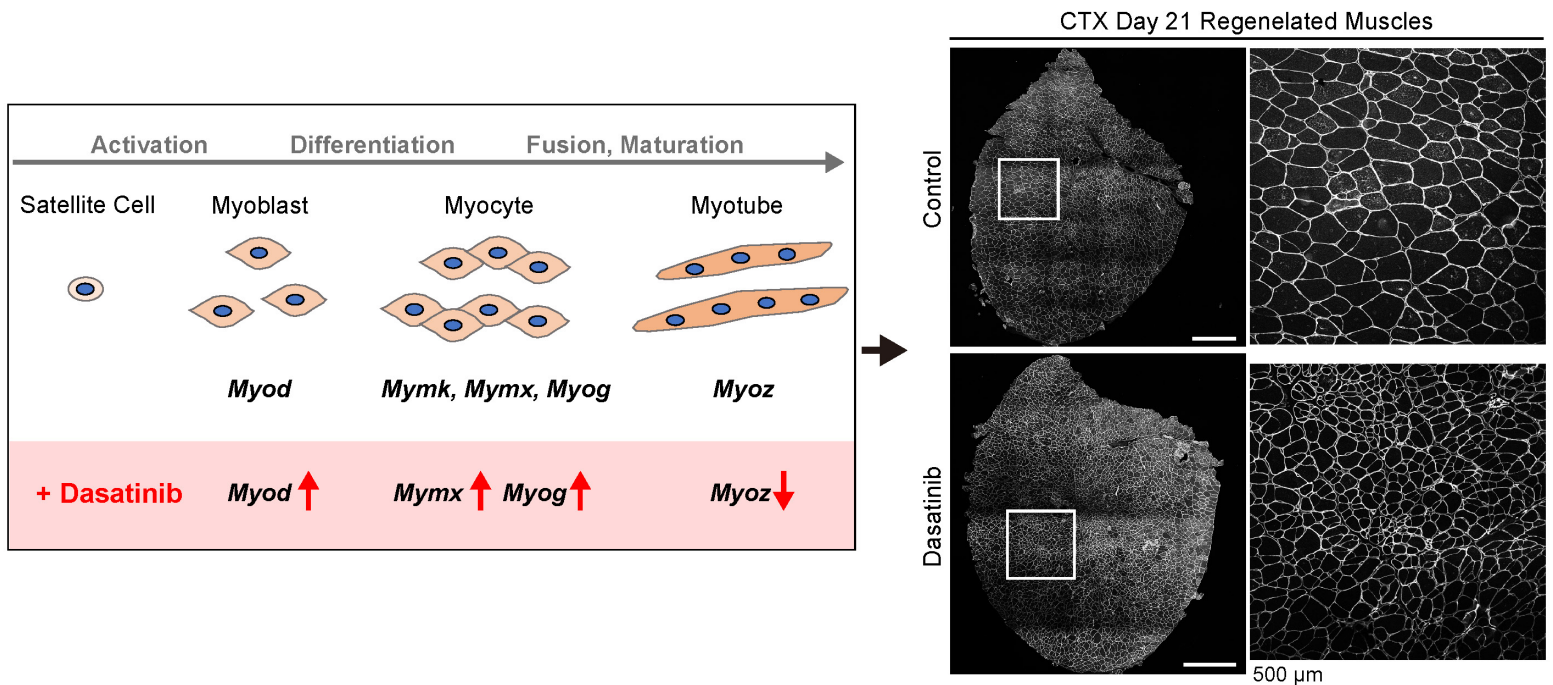 CTX Day 21 Regenelated Muscles
Activation Differentiation Fusion, Maturation
Satellite Cell Myoblast Myocyte Myotube
Myod Mymk, Mymx, Myog Myoz
+ Dasatinib Myod Mymx Myog Myoz
Control
Dasatinib
500 µm